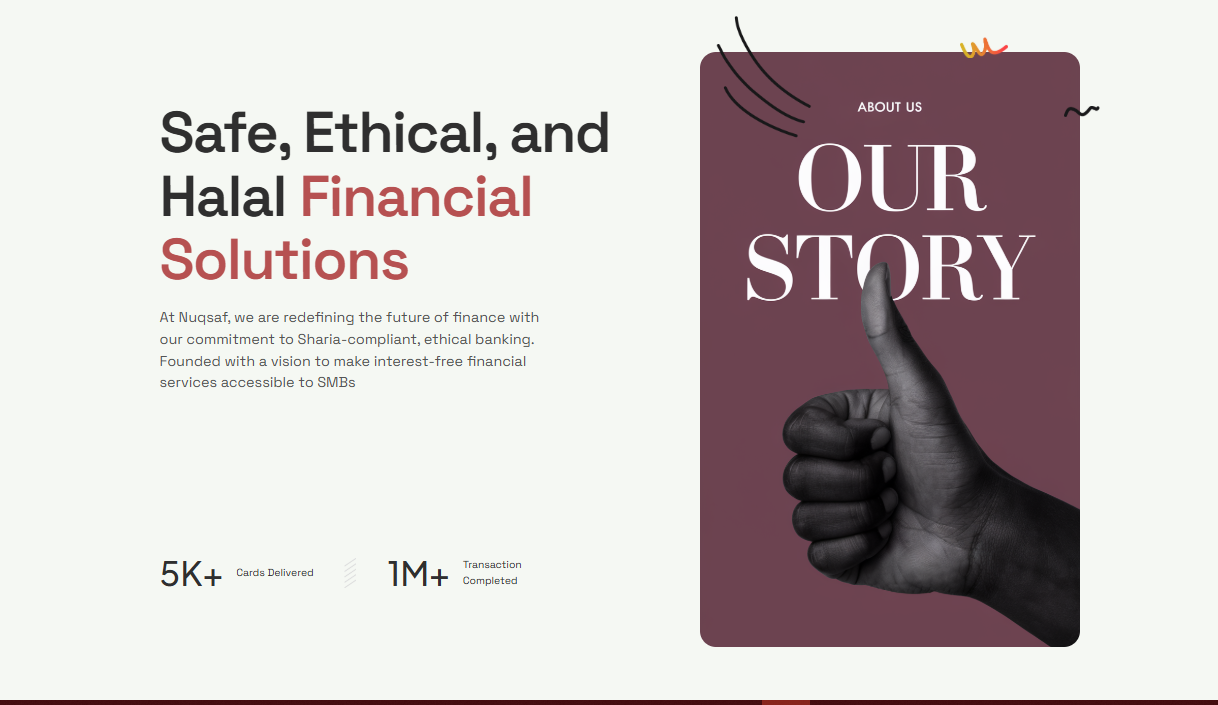 Safe, Ethical, and
Halal Financial
Solutions
At Nuqsaf, we are redefining the future of finance with
our commitment to Sharia-compliant, ethical banking.
Founded with a vision to make interest-free financial
services accessible to SMBs
5K+
Cards Delivered
1M+
Transaction
Completed
ABOUT US
OUR
STORY